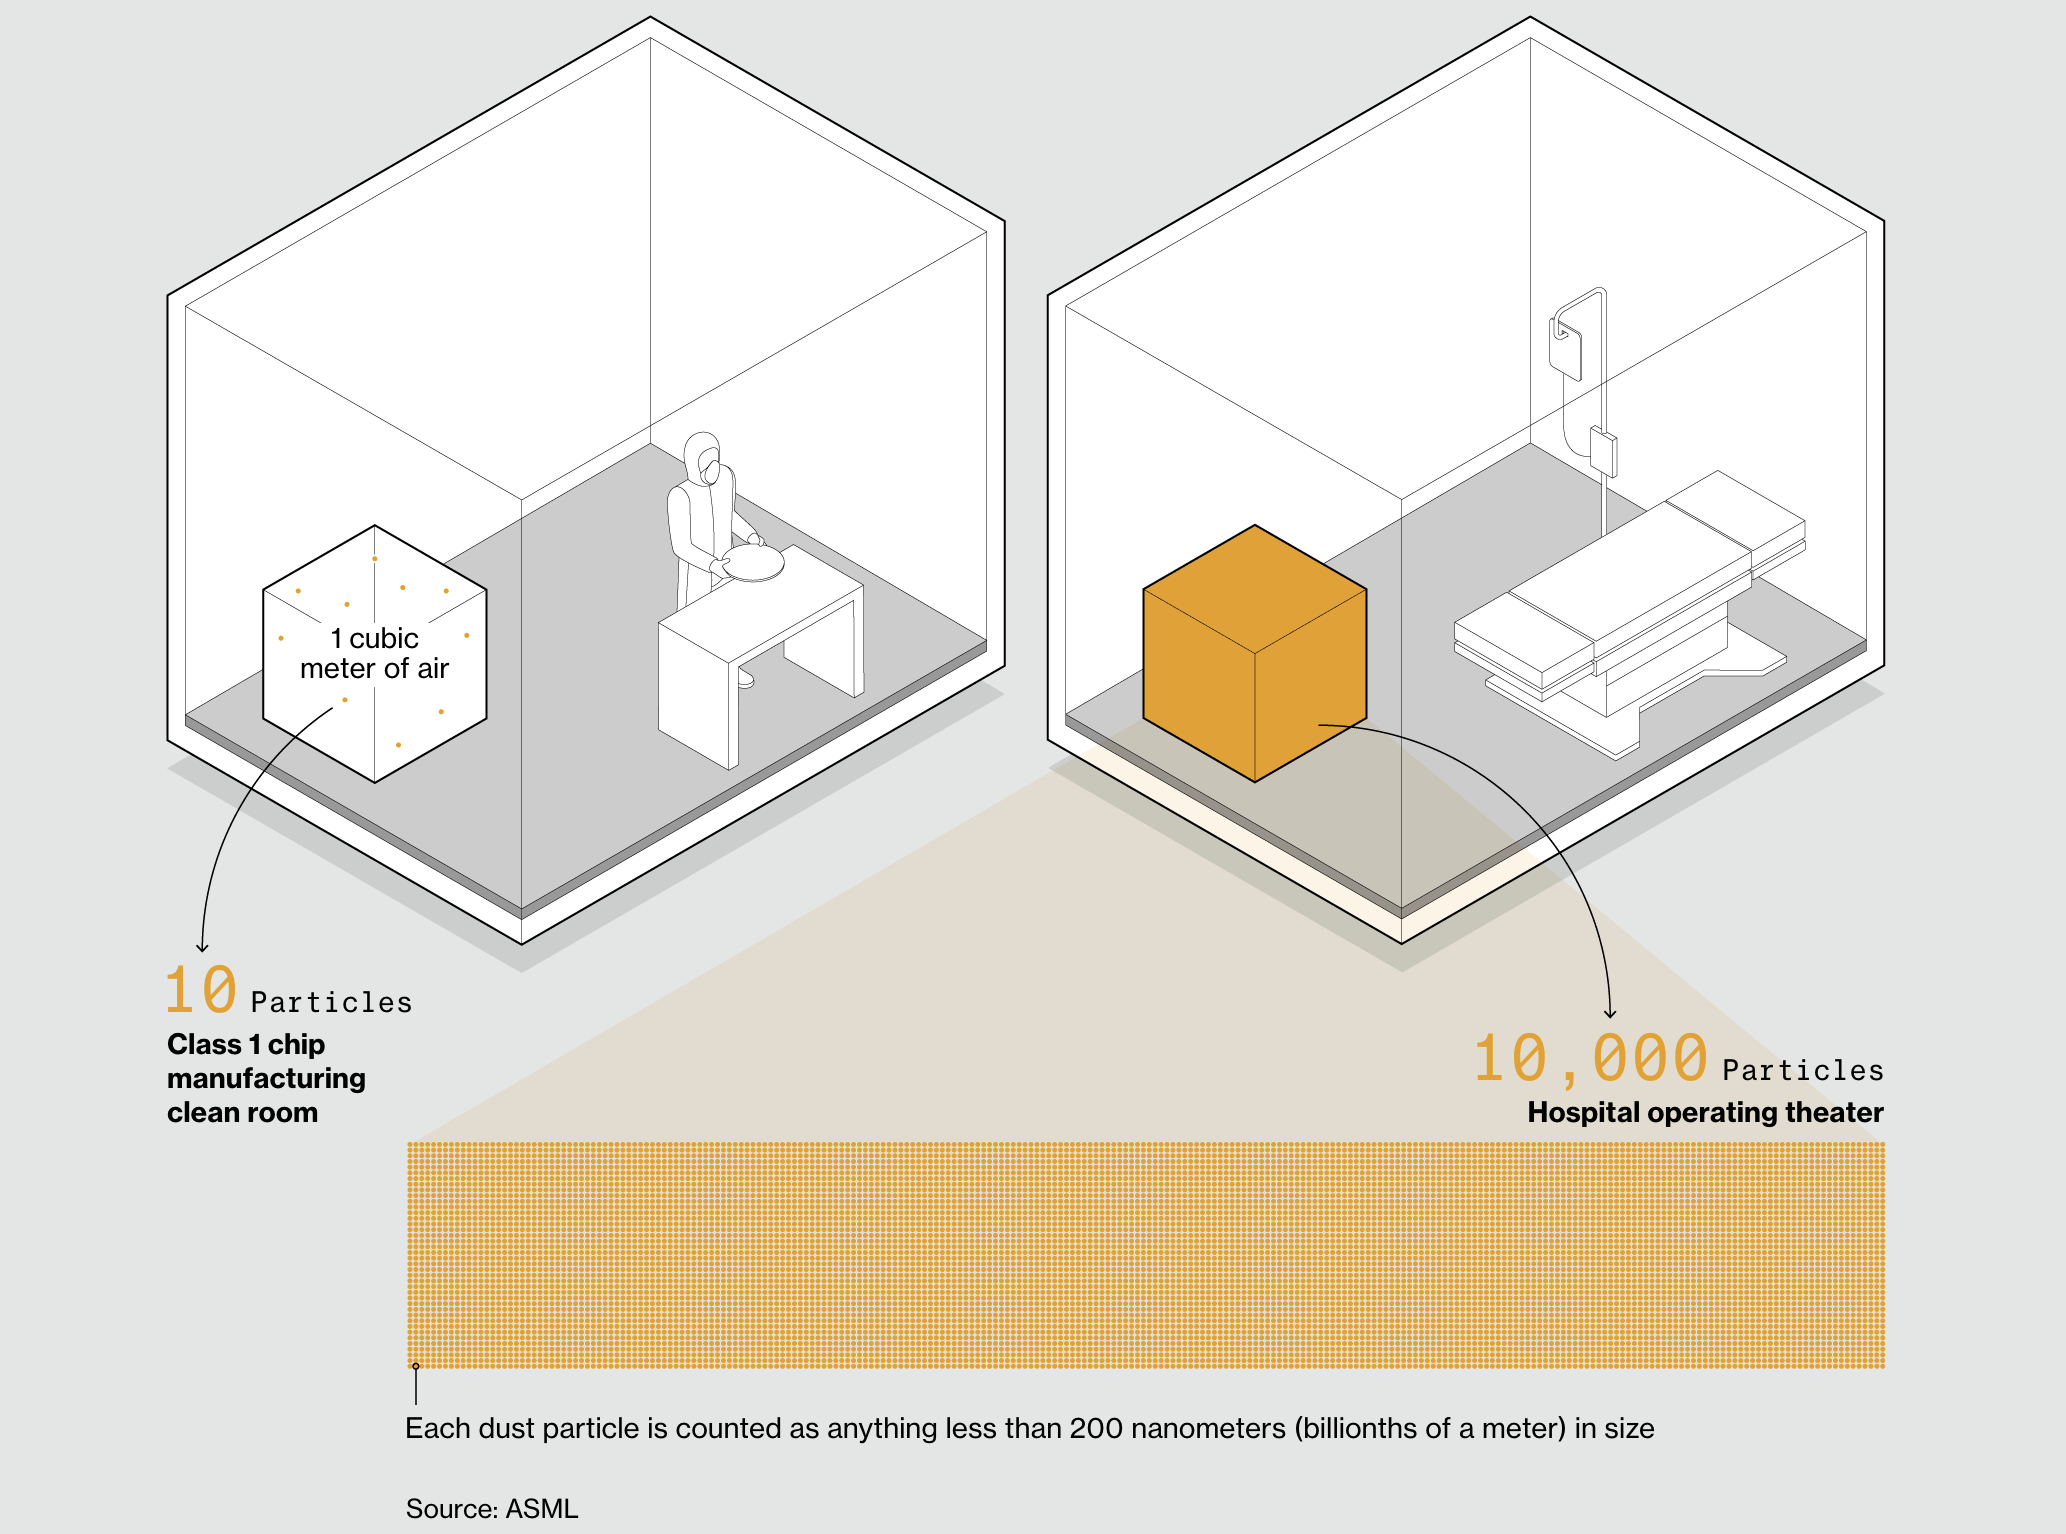 1 cubic
meter of air
10 Particles
Class 1 chip
manufacturing
clean room
10,000 Particles
Hospital operating theater
Each dust particle is counted as anything less than 200 nanometers (billionths of a meter) in size
Source: ASML